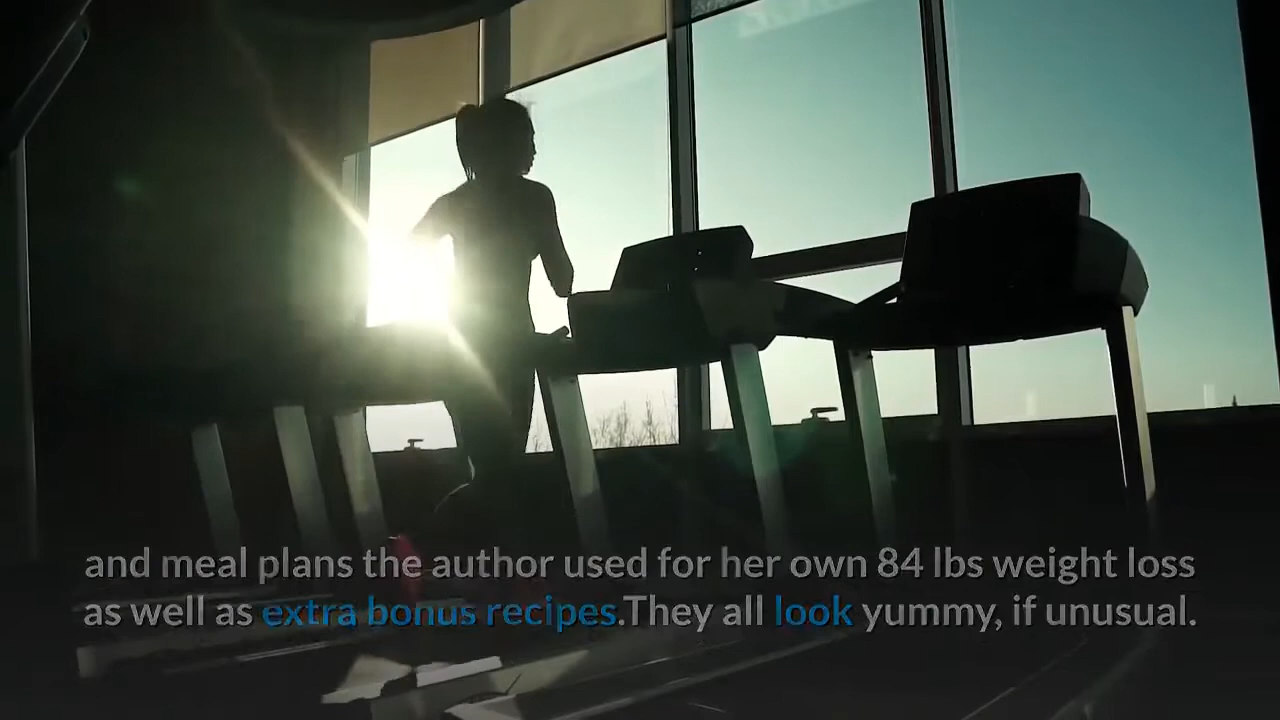 and meal plans the author used for her own 84 lbs weight loss
as well as extra bonus recipes.They all look yummy, if unusual.